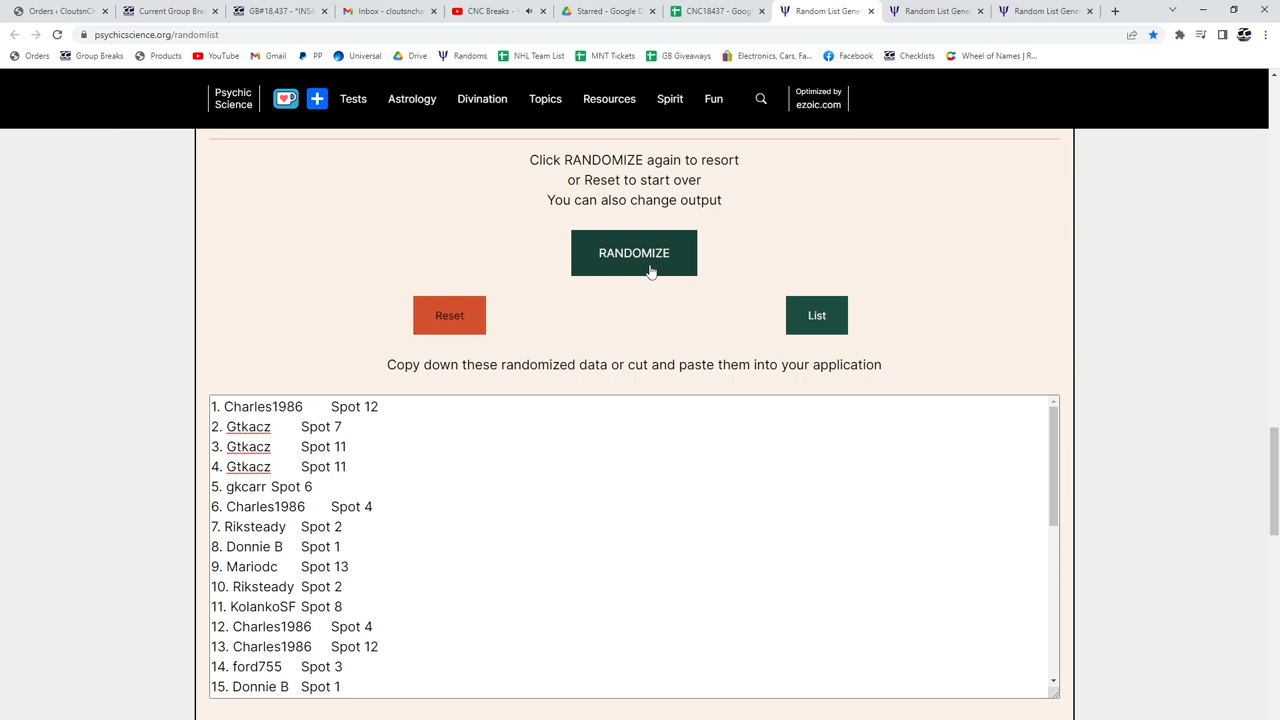 Orders ‹ CloutsnCh
Current Group Bre
GB#18,437 - *INSA
Inbox - cloutsncha
CNC Breaks -
Starred - Google D
CNC18437 - Goog
Random List Gene
Random List Gene
Random List Gene
psychicscience.org/randomlist
Orders
Group Breaks
Products
YouTube
Gmail
PP
Universal
Drive
Randoms
NHL Team List
MNT Tickets
GB Giveaways
Electronics, Cars, Fa...
Facebook
Checklists
Wheel of Names | R...
Psychic
Science
Tests
Astrology
Divination
Topics
Resources
Spirit
Fun
Optimized by
ezoic.com
Click RANDOMIZE again to resort
or Reset to start over
You can also change output
RANDOMIZE
Reset
List
Copy down these randomized data or cut and paste them into your application
1. Charles1986 Spot 12
2. Gtkacz Spot 7
3. Gtkacz Spot 11
4. Gtkacz Spot 11
5. gkcarr Spot 6
6. Charles1986 Spot 4
7. Riksteady Spot 2
8. Donnie B Spot 1
9. Mariodc Spot 13
10. Riksteady Spot 2
11. KolankoSF Spot 8
12. Charles1986 Spot 4
13. Charles1986 Spot 12
14. ford755 Spot 3
15. Donnie B Spot 1